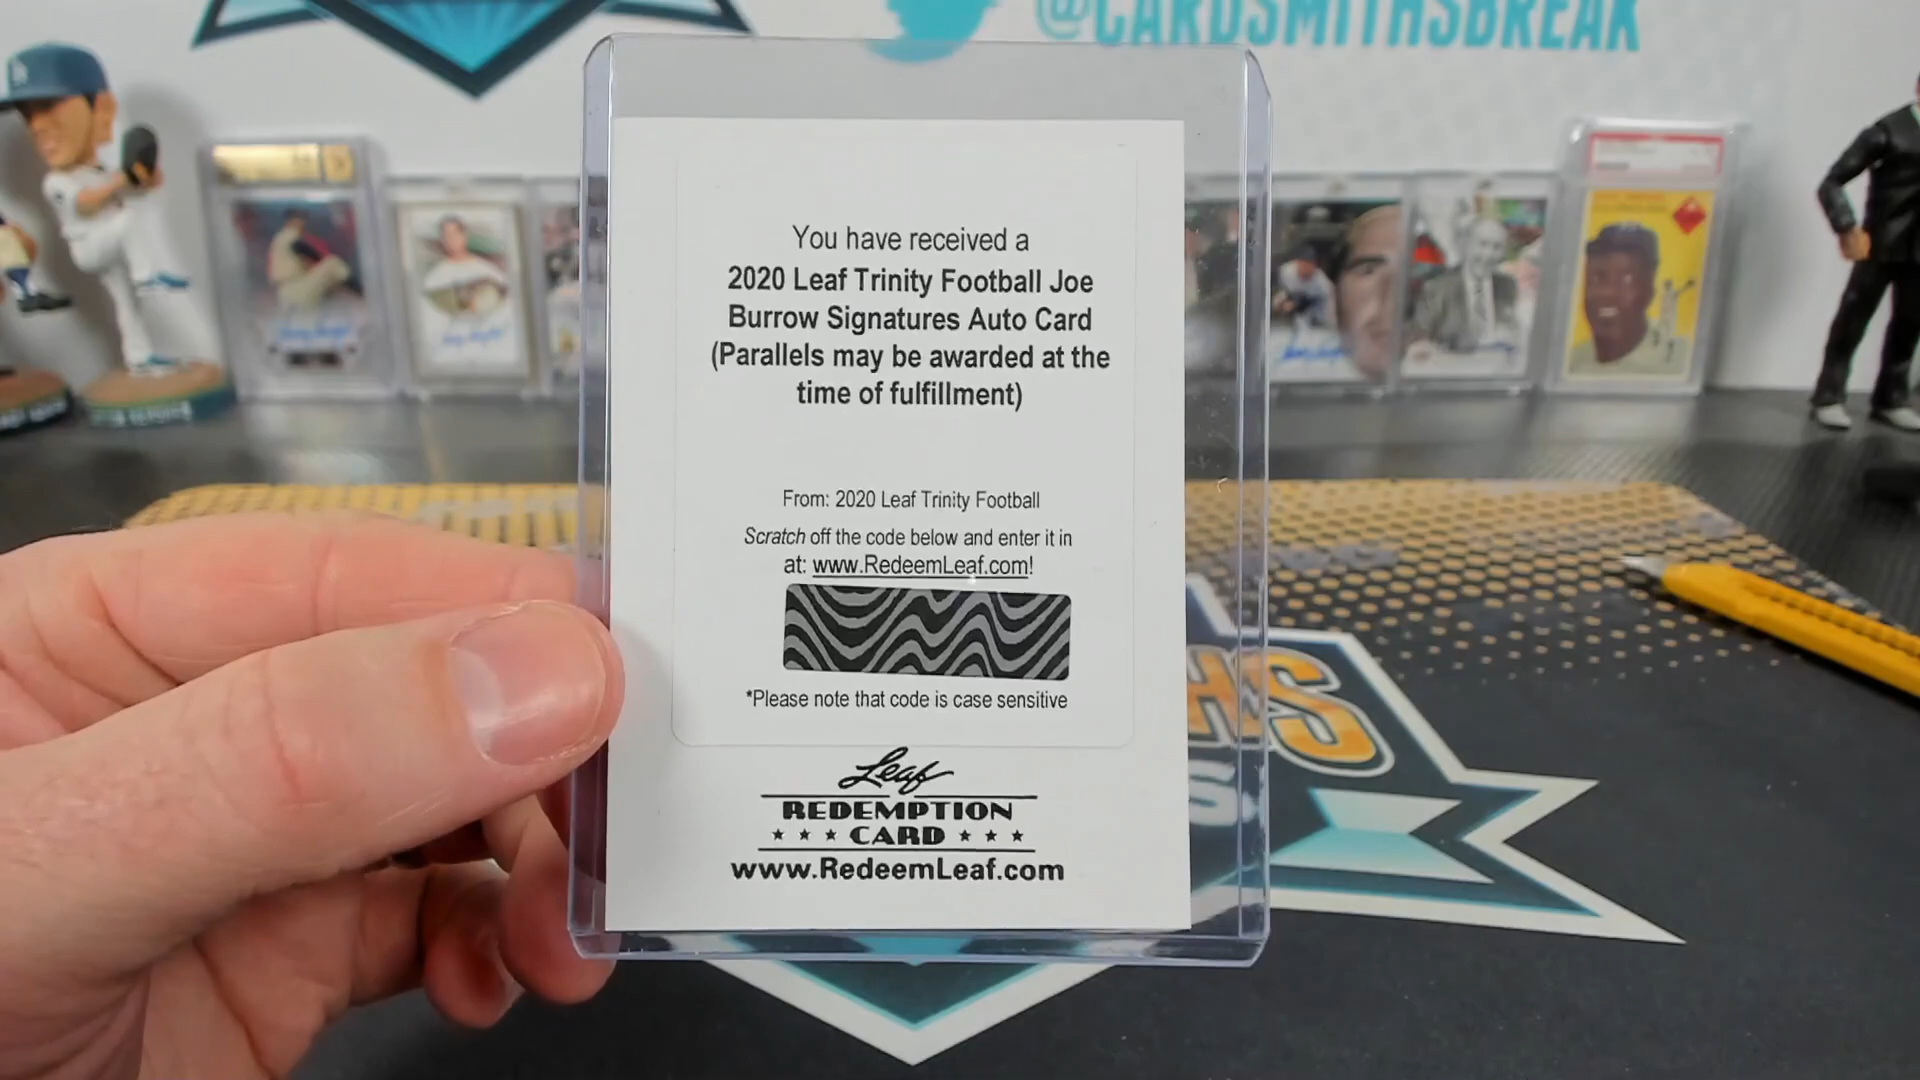 @CARDSMITHSBREAK
You have received a
2020 Leaf Trinity Football Joe
Burrow Signatures Auto Card
(Parallels may be awarded at the
time of fulfillment)
From: 2020 Leaf Trinity Football
Scratch off the code below and enter it in
at: www.RedeemLeaf.com!
*Please note that code is case sensitive
Leaf
REDEMPTION
CARD
www.RedeemLeaf.com
HS
S